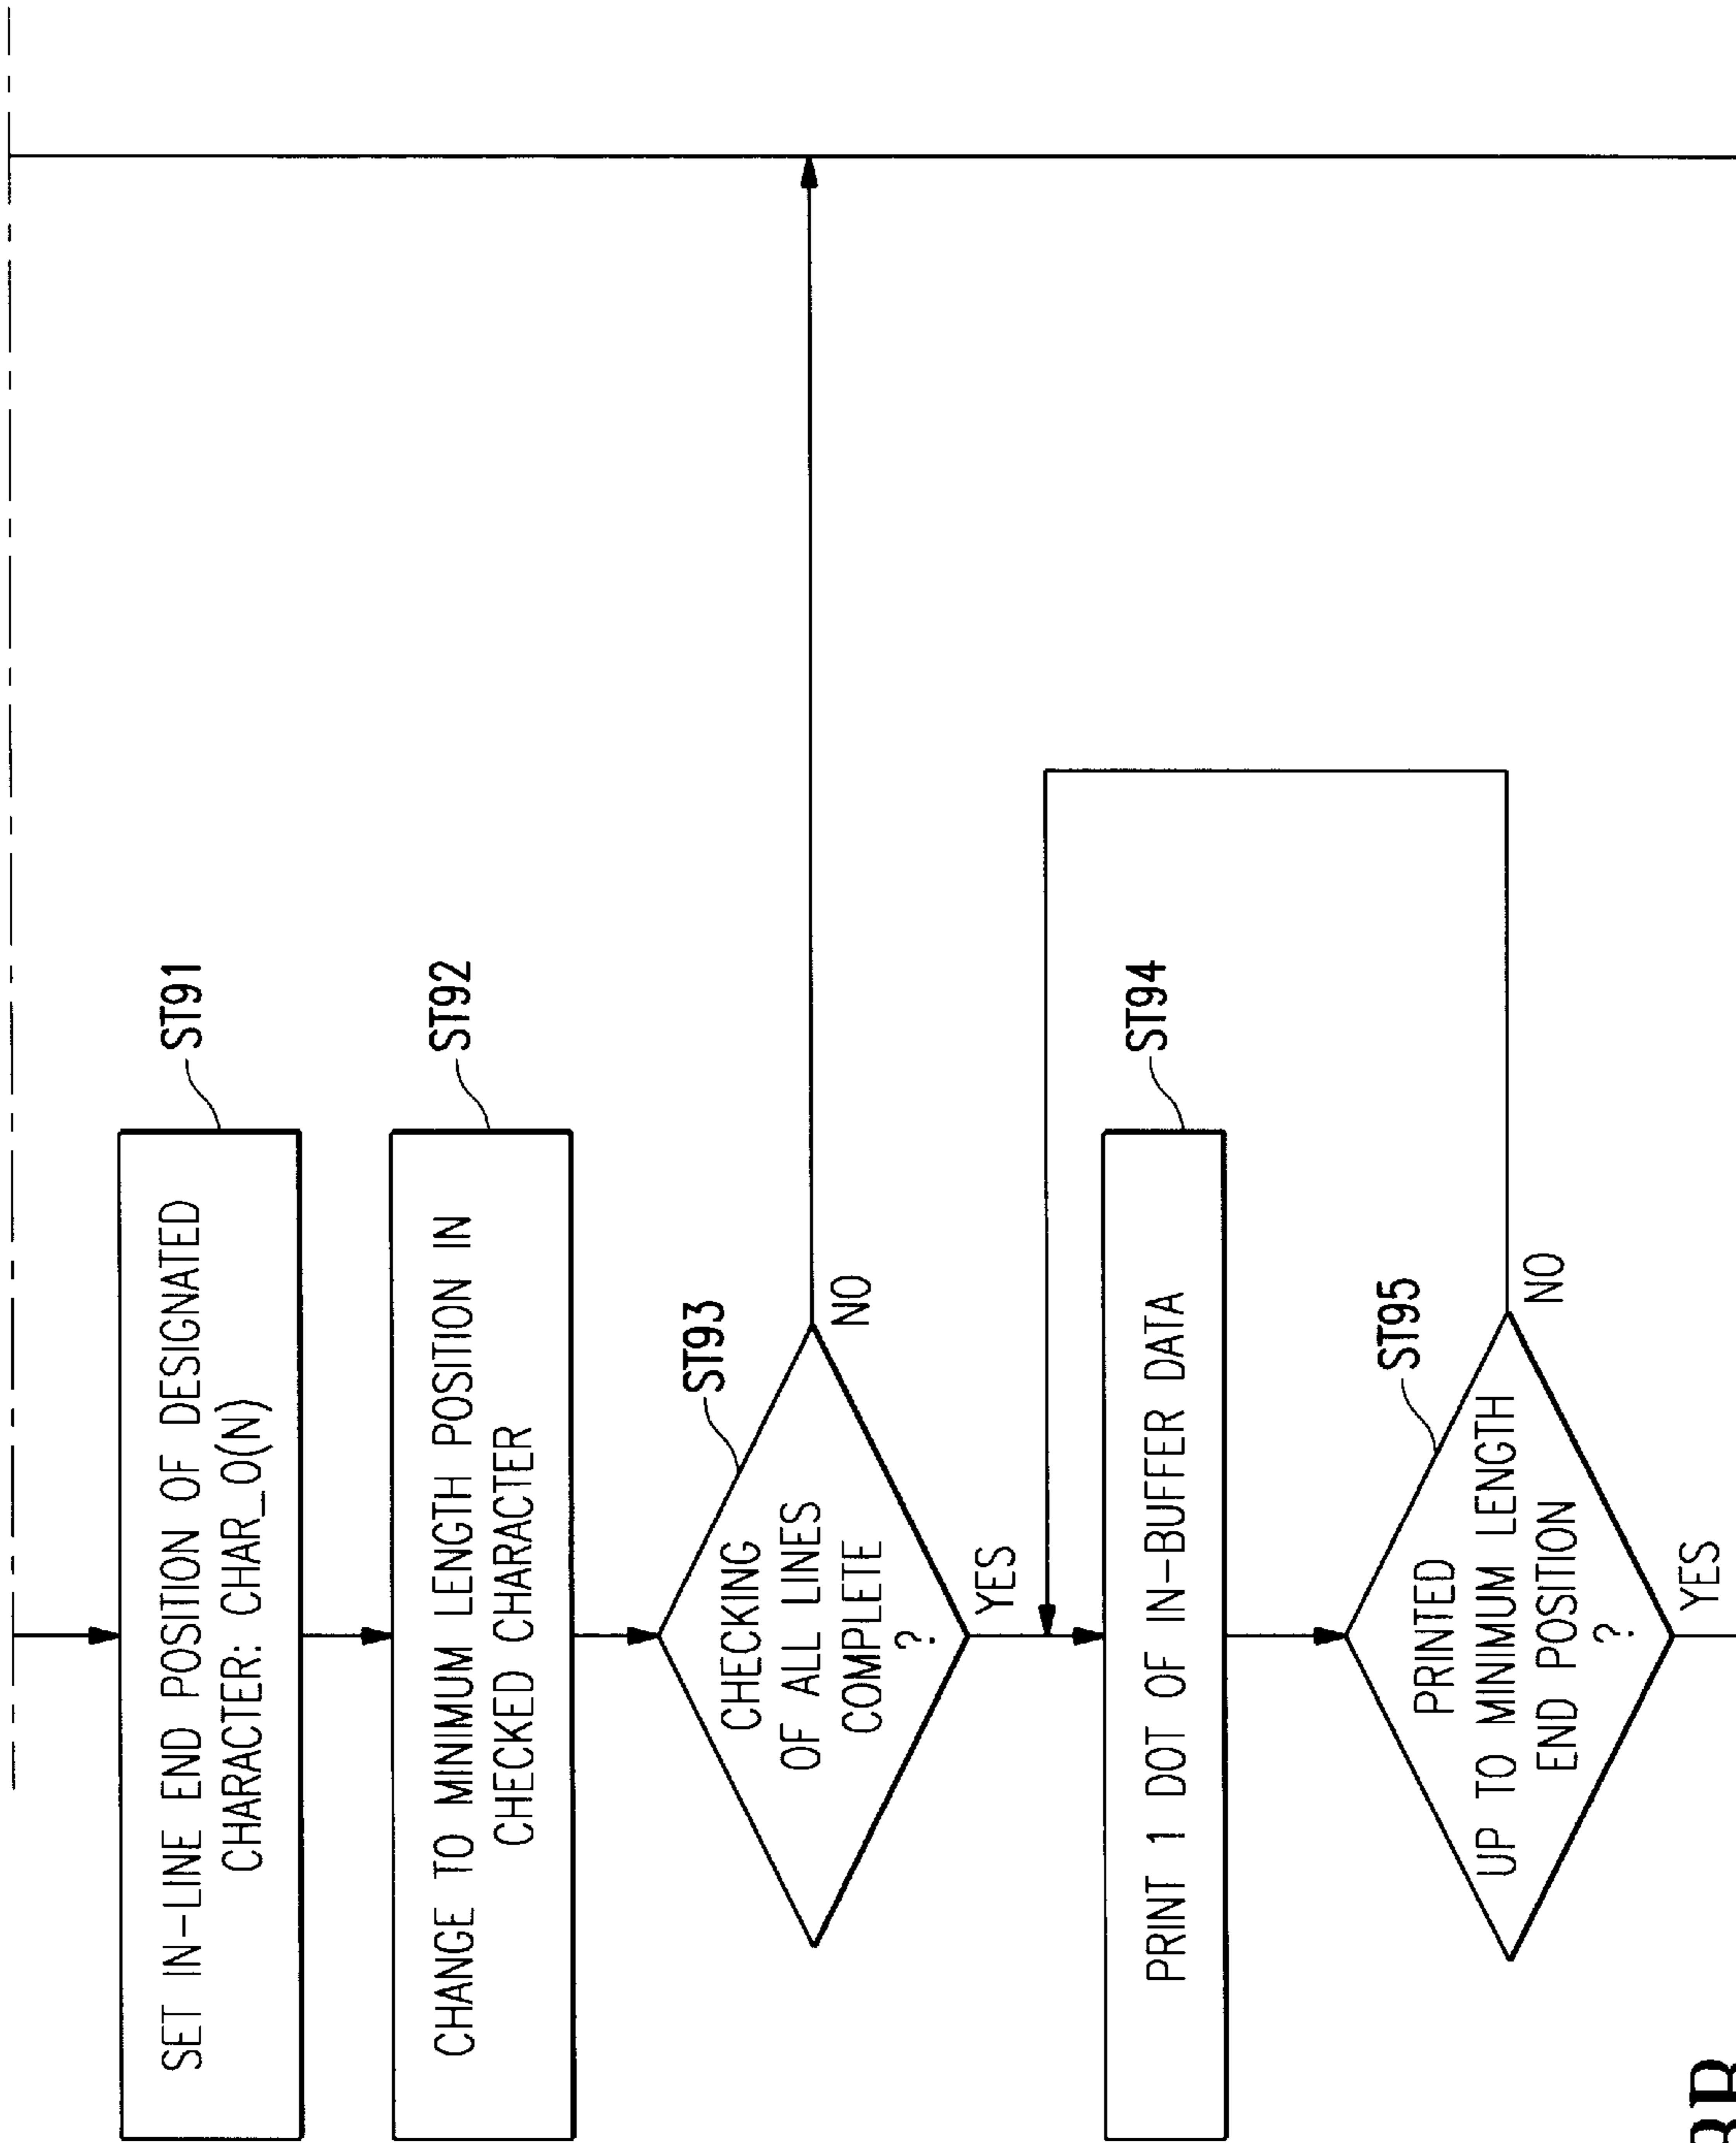 SET IN-LINE END POSITION OF DESIGNATED
CHARACTER: CHAR_O(N)
ST91
CHANGE TO MINIMUM LENGTH POSITION IN
CHECKED CHARACTER
ST92
CHECKING
OF ALL LINES
COMPLETE
?
ST93
NO
YES
PRINT 1 DOT OF IN-BUFFER DATA
ST94
PRINTED
UP TO MINIMUM LENGTH
END POSITION
?
ST95
NO
YES